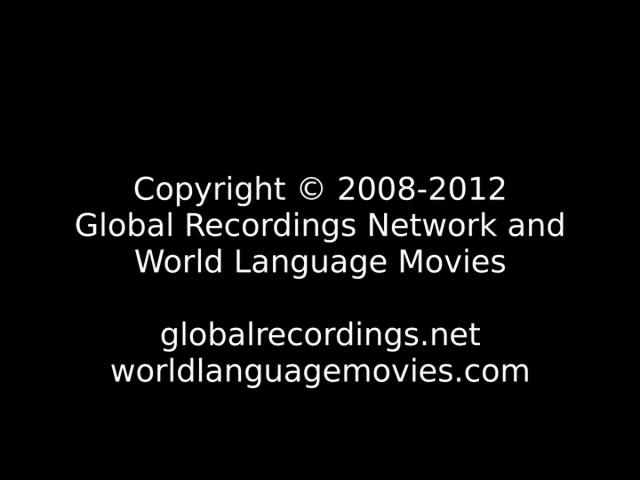 Copyright © 2008-2012
Global Recordings Network and
World Language Movies
globalrecordings.net
worldlanguagemovies.com